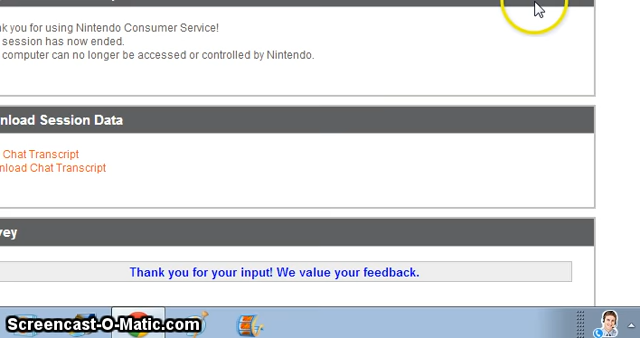 nk you for using Nintendo Consumer Service!
session has now ended.
computer can no longer be accessed or controlled by Nintendo.
nload Session Data
Chat Transcript
nload Chat Transcript
vey
Thank you for your input! We value your feedback.
Screencast-O-Matic.com